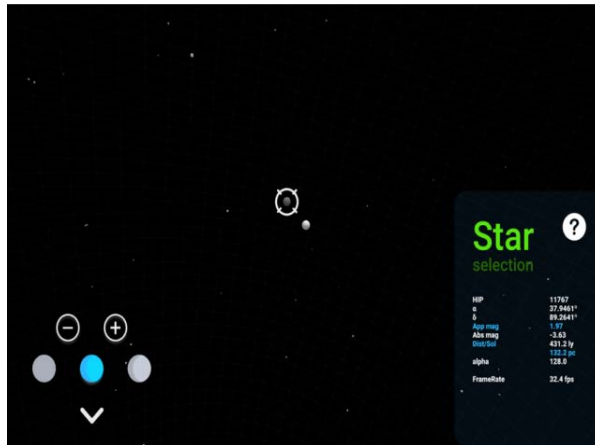 Star
?
selection
HIP 11767
α 37.9461°
δ 89.2641°
App mag 1.97
Abs mag -3.63
Dist/Sol 431.2 ly
132.2 pc
alpha 128.0
FrameRate 32.4 fps